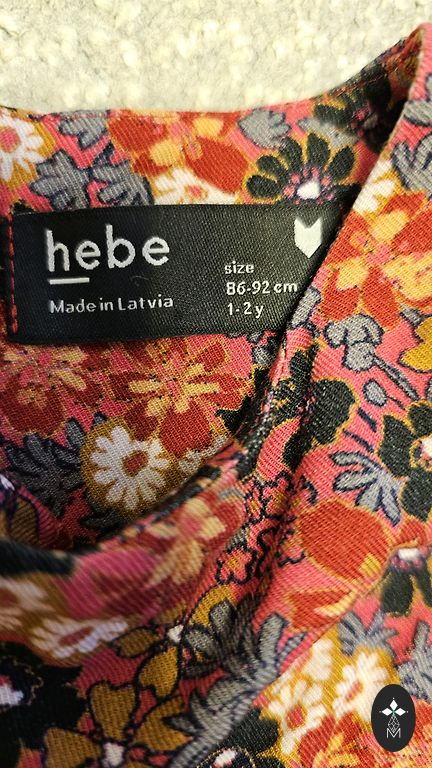 hebe
Made in Latvia
size
86-92 cm
1-2 y
M